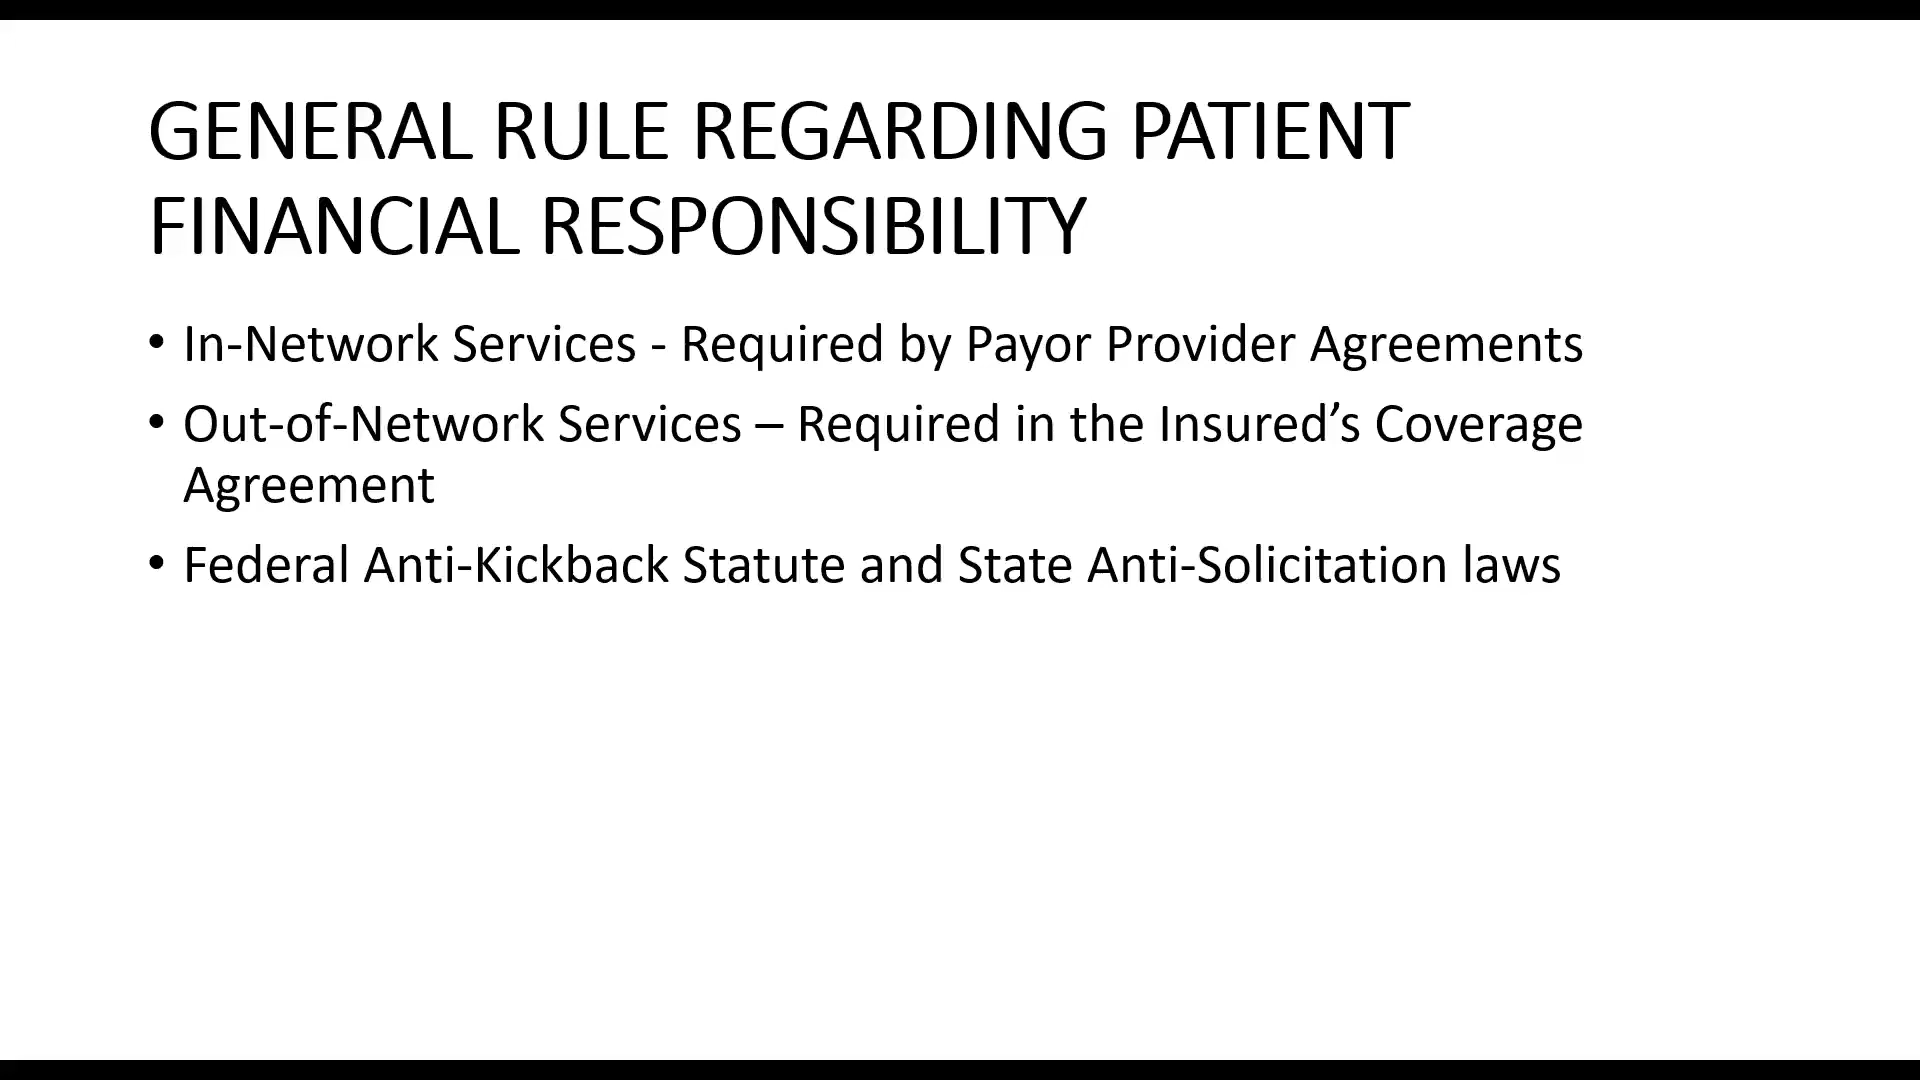 GENERAL RULE REGARDING PATIENT
FINANCIAL RESPONSIBILITY
• In-Network Services - Required by Payor Provider Agreements
• Out-of-Network Services – Required in the Insured’s Coverage
Agreement
• Federal Anti-Kickback Statute and State Anti-Solicitation laws